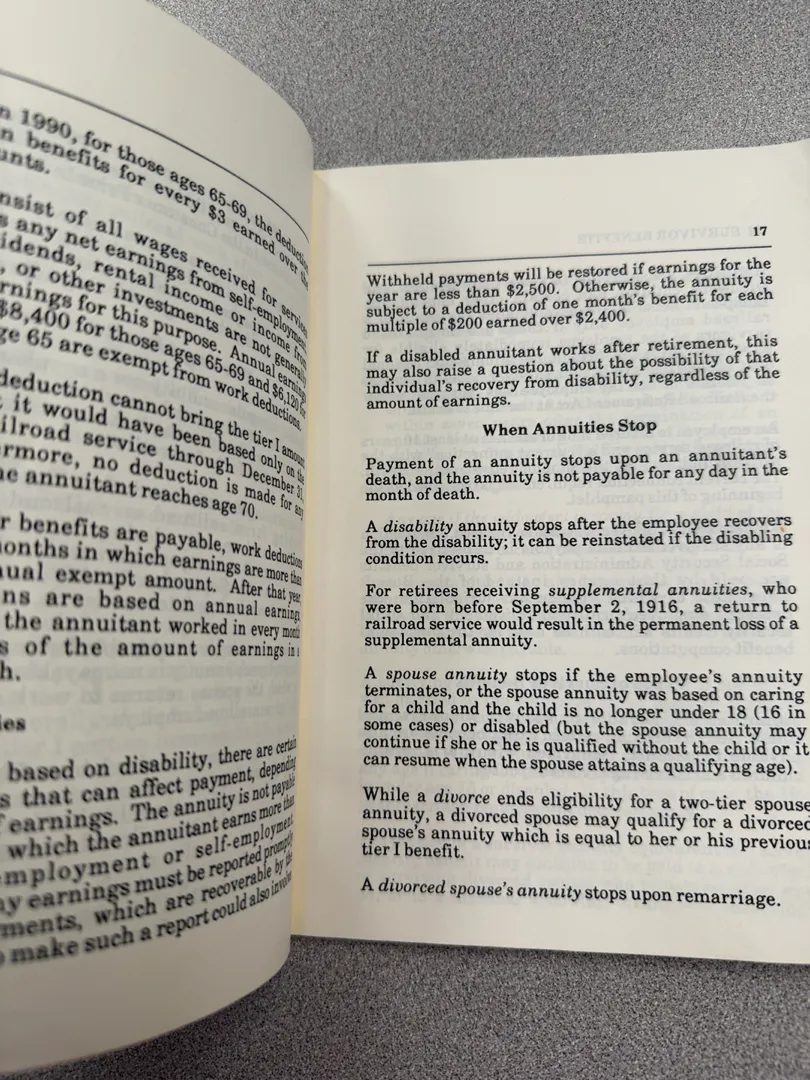 n 1990, for those ages 65-69, the deduction
n benefits for every $3 earned over the
unts.
nsist of all wages received for services
s any net earnings from self-employment
idends, rental income or income from
, or other investments are not generally
rnings for this purpose. Annual earnings
$8,400 for those ages 65-69 and $6,120 for
ge 65 are exempt from work deductions.
deduction cannot bring the tier I amount
it would have been based only on the
ilroad service through December 31,
rmore, no deduction is made for any
he annuitant reaches age 70.
r benefits are payable, work deductions
onths in which earnings are more than
nual exempt amount. After that year,
ns are based on annual earnings
the annuitant worked in every month
s of the amount of earnings in a
h.
ies
based on disability, there are certain
s that can affect payment, depending
f earnings. The annuity is not payable
which the annuitant earns more than
employment or self-employment.
ny earnings must be reported promptly
ments, which are recoverable by the
o make such a report could also involve
17
Withheld payments will be restored if earnings for the
year are less than $2,500. Otherwise, the annuity is
subject to a deduction of one month's benefit for each
multiple of $200 earned over $2,400.
If a disabled annuitant works after retirement, this
may also raise a question about the possibility of that
individual's recovery from disability, regardless of the
amount of earnings.
When Annuities Stop
Payment of an annuity stops upon an annuitant's
death, and the annuity is not payable for any day in the
month of death.
A disability annuity stops after the employee recovers
from the disability; it can be reinstated if the disabling
condition recurs.
For retirees receiving supplemental annuities, who
were born before September 2, 1916, a return to
railroad service would result in the permanent loss of a
supplemental annuity.
A spouse annuity stops if the employee's annuity
terminates, or the spouse annuity was based on caring
for a child and the child is no longer under 18 (16 in
some cases) or disabled (but the spouse annuity may
continue if she or he is qualified without the child or it
can resume when the spouse attains a qualifying age).
While a divorce ends eligibility for a two-tier spouse
annuity, a divorced spouse may qualify for a divorced
spouse's annuity which is equal to her or his previous
tier I benefit.
A divorced spouse's annuity stops upon remarriage.